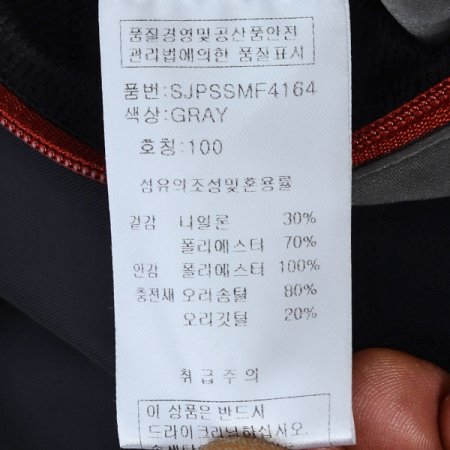 품질경영및공산품안전
관리법에의한 품질표시
품번:SJPSSMF4164
색상:GRAY
호칭:100
섬유의조성및혼용률
겉감 나일론 30%
폴리에스터 70%
안감 폴리에스터 100%
충전재 오리솜털 80%
오리깃털 20%
취급주의
이 상품은 반드시
드라이크리닝하십시오.